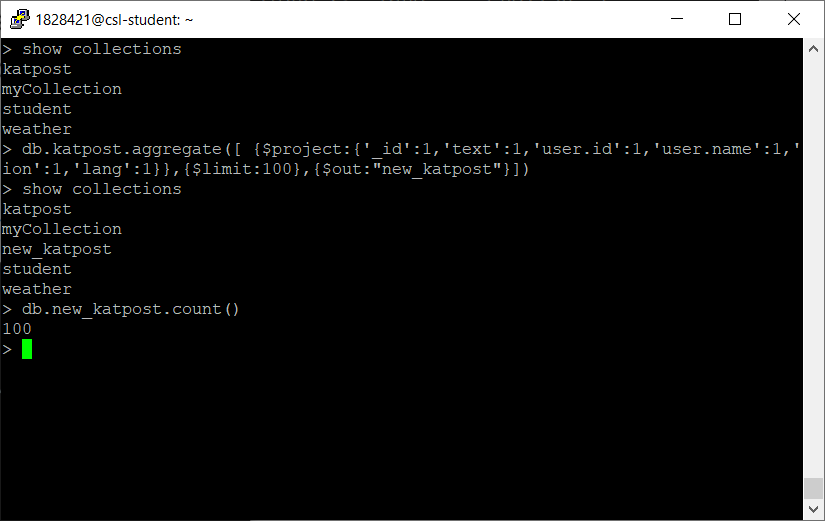 1828421@csl-student: ~
> show collections
katpost
myCollection
student
weather
> db.katpost.aggregate([ {$project:{'_id':1,'text':1,'user.id':1,'user.name':1,'
ion':1,'lang':1}},{$limit:100},{$out:"new_katpost"}])
> show collections
katpost
myCollection
new_katpost
student
weather
> db.new_katpost.count()
100
>